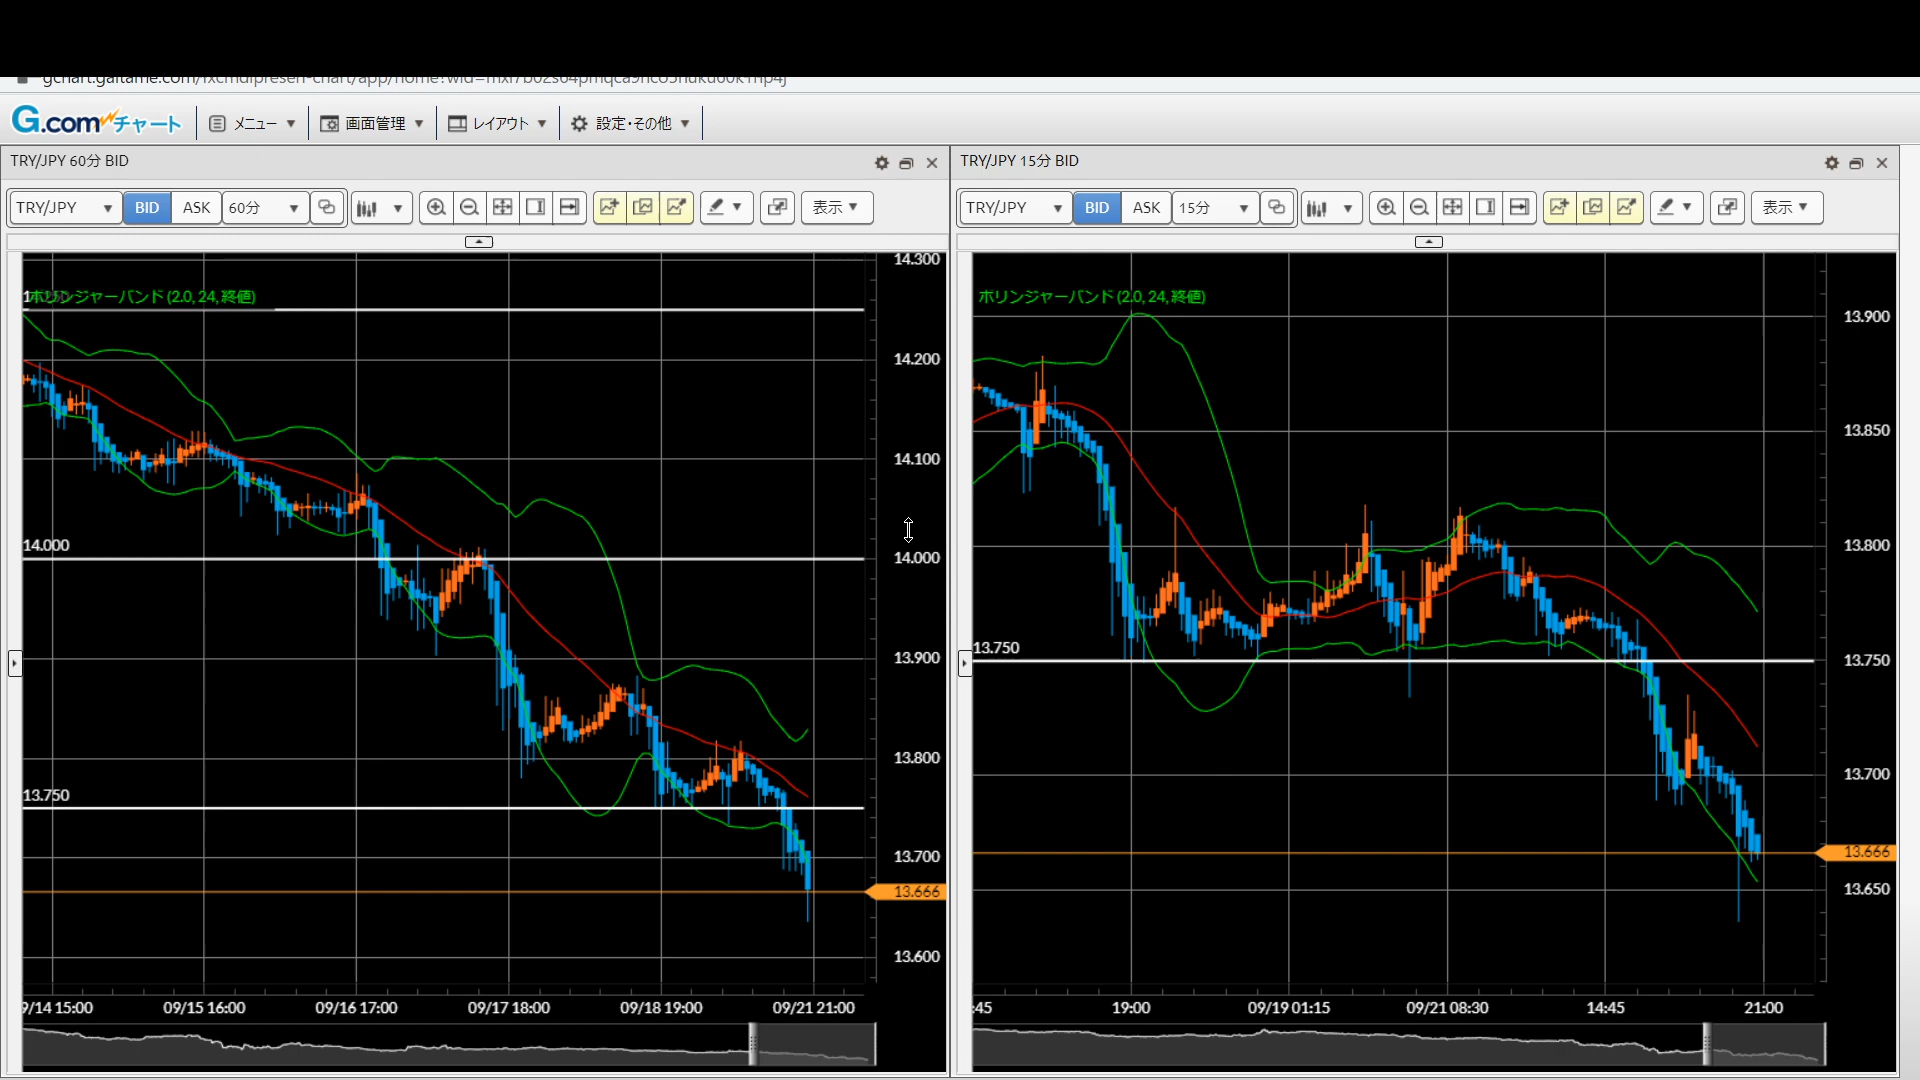 G.comチャート
メニュー
画面管理
レイアウト
設定・その他
TRY/JPY 60分 BID
TRY/JPY
BID
ASK
60分
表示
ボリンジャーバンド (2.0, 24, 終値)
14.000
13.750
14.300
14.200
14.100
14.000
13.900
13.800
13.700
13.666
13.600
9/14 15:00
09/15 16:00
09/16 17:00
09/17 18:00
09/18 19:00
09/21 21:00
TRY/JPY 15分 BID
TRY/JPY
BID
ASK
15分
表示
ボリンジャーバンド (2.0, 24, 終値)
13.750
13.900
13.850
13.800
13.750
13.700
13.666
13.650
:45
19:00
09/19 01:15
09/21 08:30
14:45
21:00